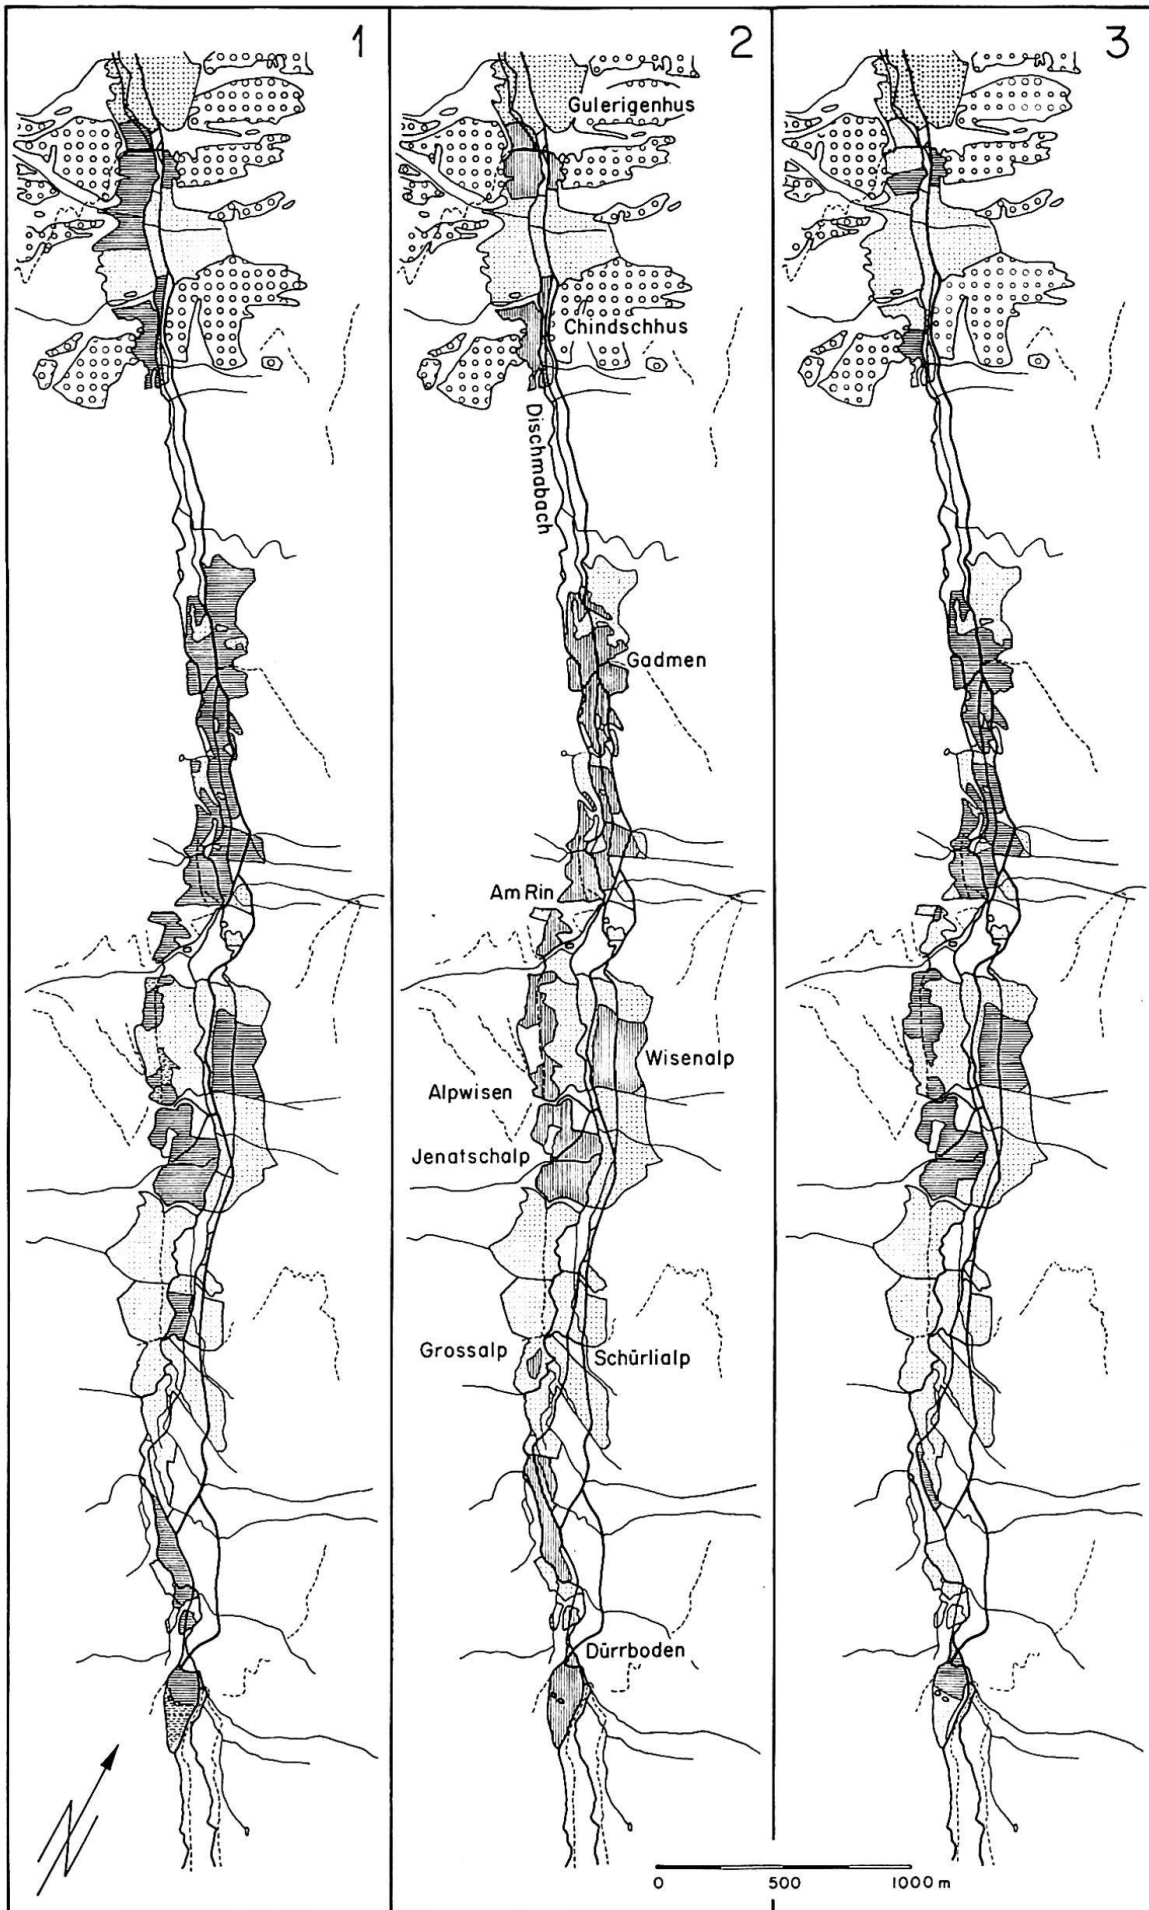 1
2
3
Gulerigenhus
Chindschhus
Dischmabach
Gadmen
Am Rin
Wisenalp
Alpwisen
Jenatschalp
Grossalp
Schürlialp
Dürrboden
N
0 500 1000 m